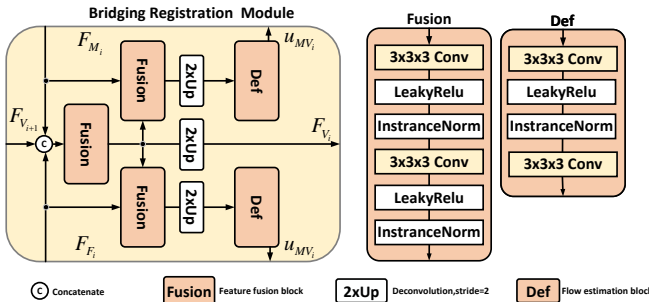 Bridging Registration Module
F_{M_i}
u_{MV_i}
Fusion
2xUp
Def
F_{V_{i+1}}
C
Fusion
2xUp
F_{V_i}
Fusion
2xUp
Def
F_{F_i}
u_{MV_i}
Fusion
3x3x3 Conv
LeakyRelu
InstranceNorm
3x3x3 Conv
LeakyRelu
InstranceNorm
Def
3x3x3 Conv
LeakyRelu
InstranceNorm
3x3x3 Conv
C Concatenate
Fusion Feature fusion block
2xUp Deconvolution,stride=2
Def Flow estimation block